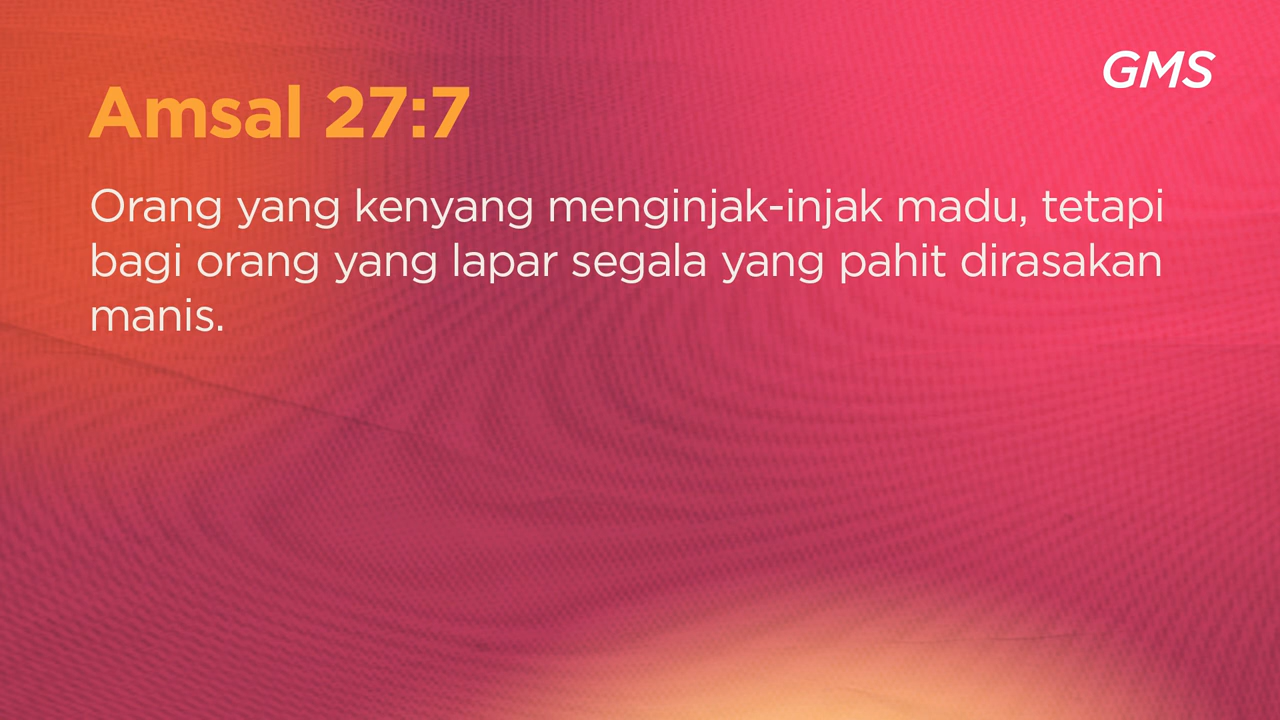 GMS
Amsal 27:7
Orang yang kenyang menginjak-injak madu, tetapi
bagi orang yang lapar segala yang pahit dirasakan
manis.